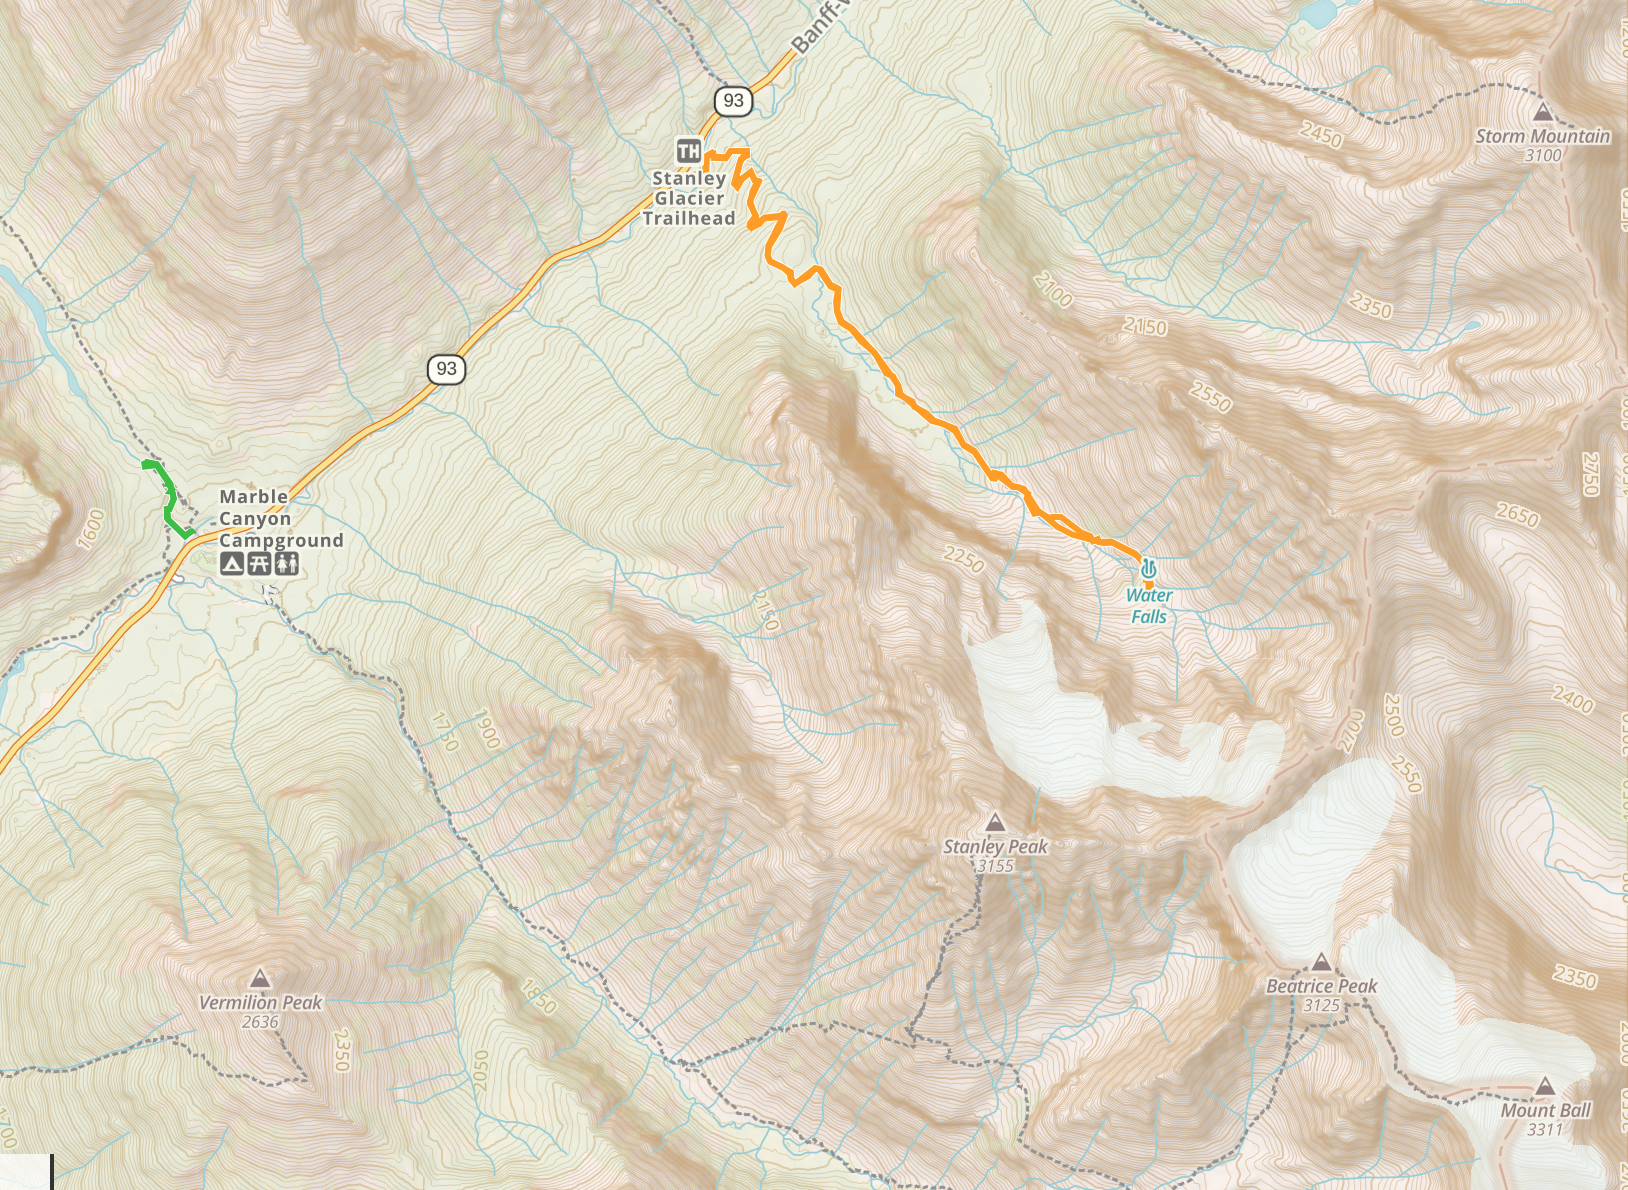 Banff-
93
TH
Stanley
Glacier
Trailhead
Storm Mountain
3100
2450
2100
2150
2350
93
2550
2750
2650
Marble
Canyon
Campground
1600
2250
Water
Falls
2150
2400
2500
2700
2550
1750
1900
Stanley Peak
3155
Vermilion Peak
2636
1850
2350
2050
Beatrice Peak
3125
2350
Mount Ball
3311
1700